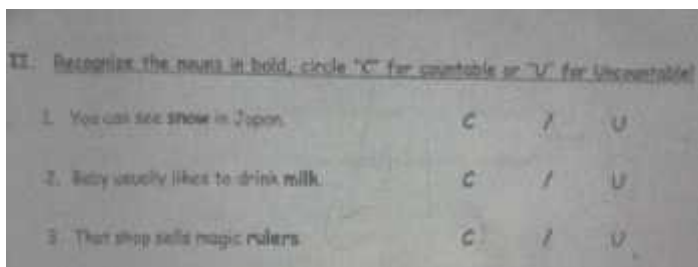 II. Recognize the nouns in bold, circle "C" for countable or "U" for Uncountable!
1. You can see snow in Japan. C / U
2. Baby usually likes to drink milk. C / U
3. That shop sells magic rulers. C / U